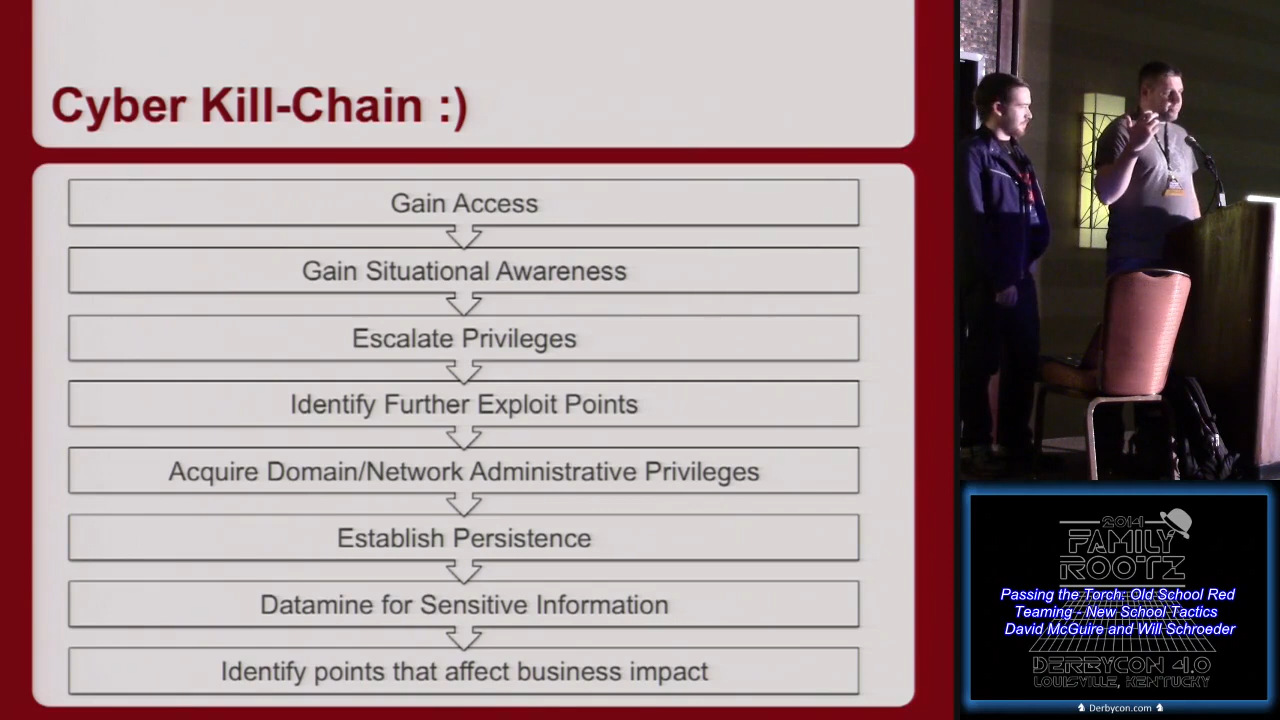 Cyber Kill-Chain :)
Gain Access
Gain Situational Awareness
Escalate Privileges
Identify Further Exploit Points
Acquire Domain/Network Administrative Privileges
Establish Persistence
Datamine for Sensitive Information
Identify points that affect business impact
2014
FAMILY
ROOTZ
Passing the Torch: Old School Red
Teaming - New School Tactics
David McGuire and Will Schroeder
DERBYCON 4.0
LOUISVILLE, KENTUCKY
Derbycon.com